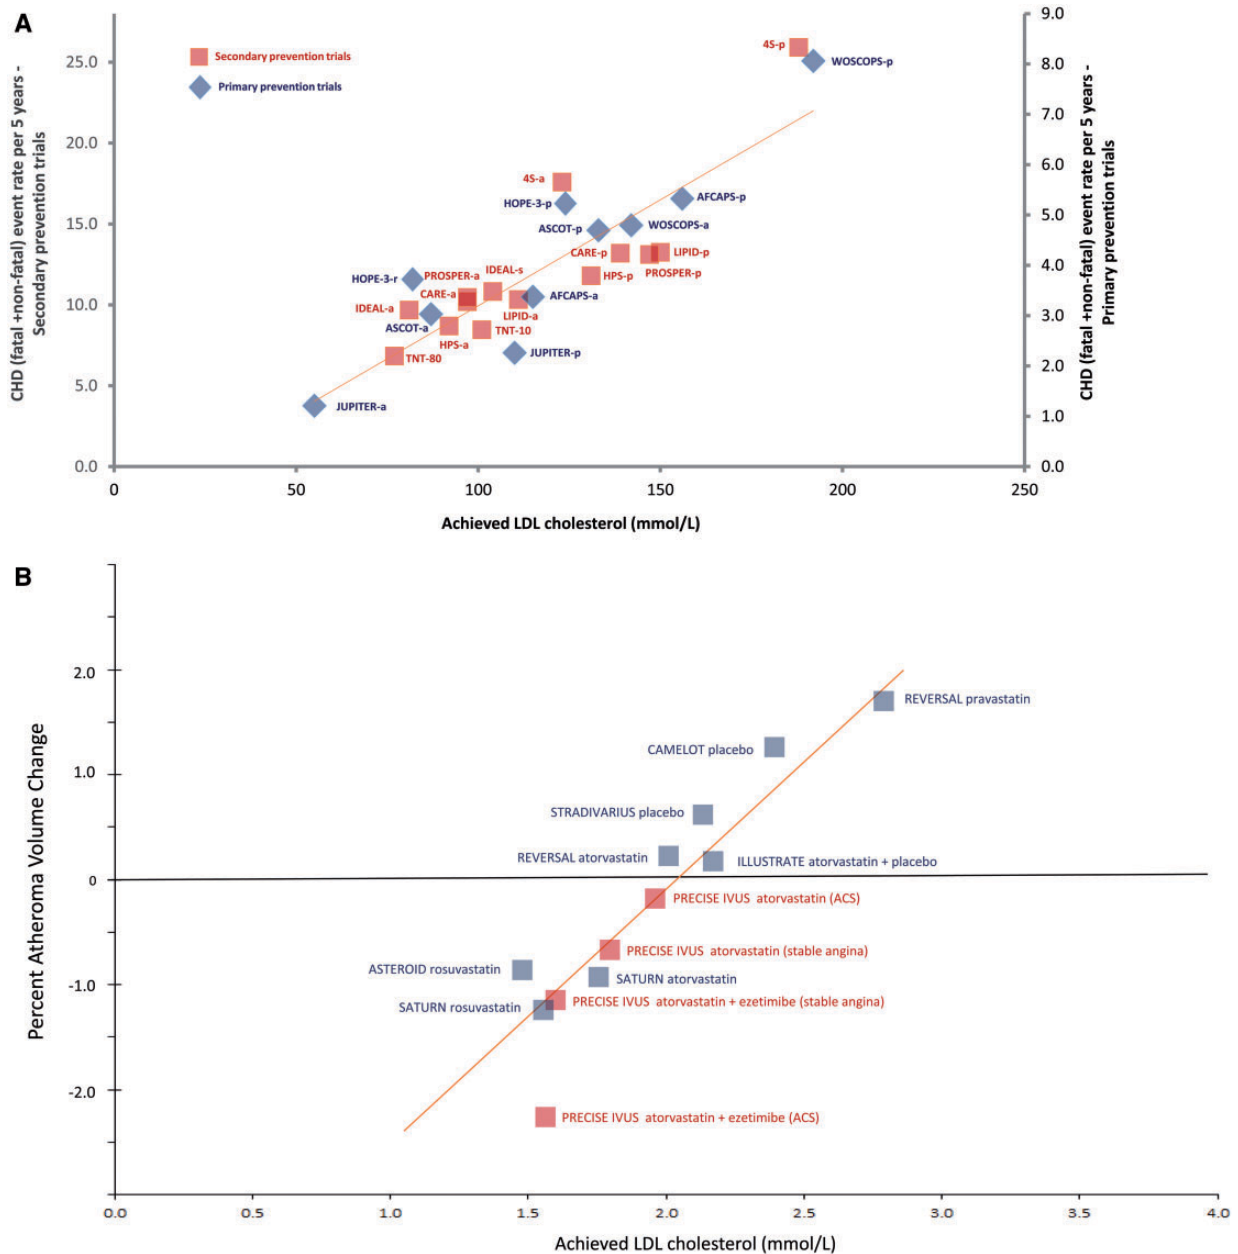 A
CHD (fatal +non-fatal) event rate per 5 years -
Secondary prevention trials
25.0
20.0
15.0
10.0
5.0
0.0
Secondary prevention trials
Primary prevention trials
4S-p
WOSCOPS-p
4S-a
HOPE-3-p
AFCAPS-p
ASCOT-p
WOSCOPS-a
CARE-p
LIPID-p
PROSPER-p
HPS-p
HOPE-3-r
PROSPER-a
IDEAL-s
CARE-a
AFCAPS-a
IDEAL-a
LIPID-a
ASCOT-a
TNT-10
HPS-a
JUPITER-p
TNT-80
JUPITER-a
9.0
8.0
7.0
6.0
5.0
4.0
3.0
2.0
1.0
0.0
CHD (fatal +non-fatal) event rate per 5 years -
Primary prevention trials
0 50 100 150 200 250
Achieved LDL cholesterol (mmol/L)
B
Percent Atheroma Volume Change
2.0
1.0
0
-1.0
-2.0
REVERSAL pravastatin
CAMELOT placebo
STRADIVARIUS placebo
REVERSAL atorvastatin
ILLUSTRATE atorvastatin + placebo
PRECISE IVUS atorvastatin (ACS)
PRECISE IVUS atorvastatin (stable angina)
ASTEROID rosuvastatin
SATURN atorvastatin
PRECISE IVUS atorvastatin + ezetimibe (stable angina)
SATURN rosuvastatin
PRECISE IVUS atorvastatin + ezetimibe (ACS)
0.0 0.5 1.0 1.5 2.0 2.5 3.0 3.5 4.0
Achieved LDL cholesterol (mmol/L)